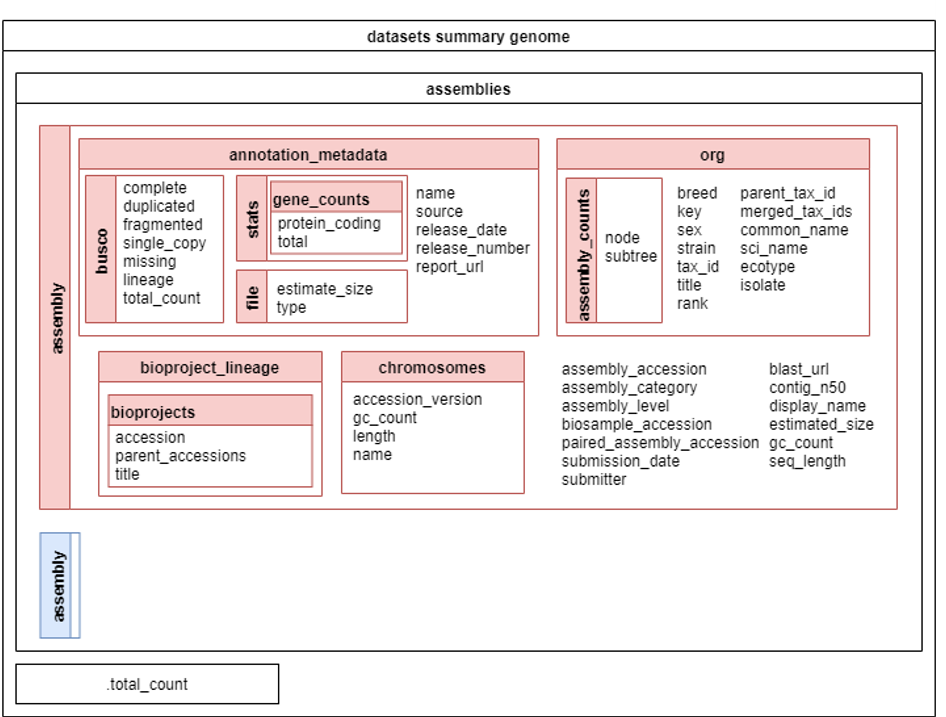 datasets summary genome
assemblies
assembly
annotation_metadata
busco
complete
duplicated
fragmented
single_copy
missing
lineage
total_count
stats
gene_counts
protein_coding
total
file
estimate_size
type
name
source
release_date
release_number
report_url
org
assembly_counts
node
subtree
breed
key
sex
strain
tax_id
title
rank
parent_tax_id
merged_tax_ids
common_name
sci_name
ecotype
isolate
bioproject_lineage
bioprojects
accession
parent_accessions
title
chromosomes
accession_version
gc_count
length
name
assembly_accession
assembly_category
assembly_level
biosample_accession
paired_assembly_accession
submission_date
submitter
blast_url
contig_n50
display_name
estimated_size
gc_count
seq_length
assembly
.total_count